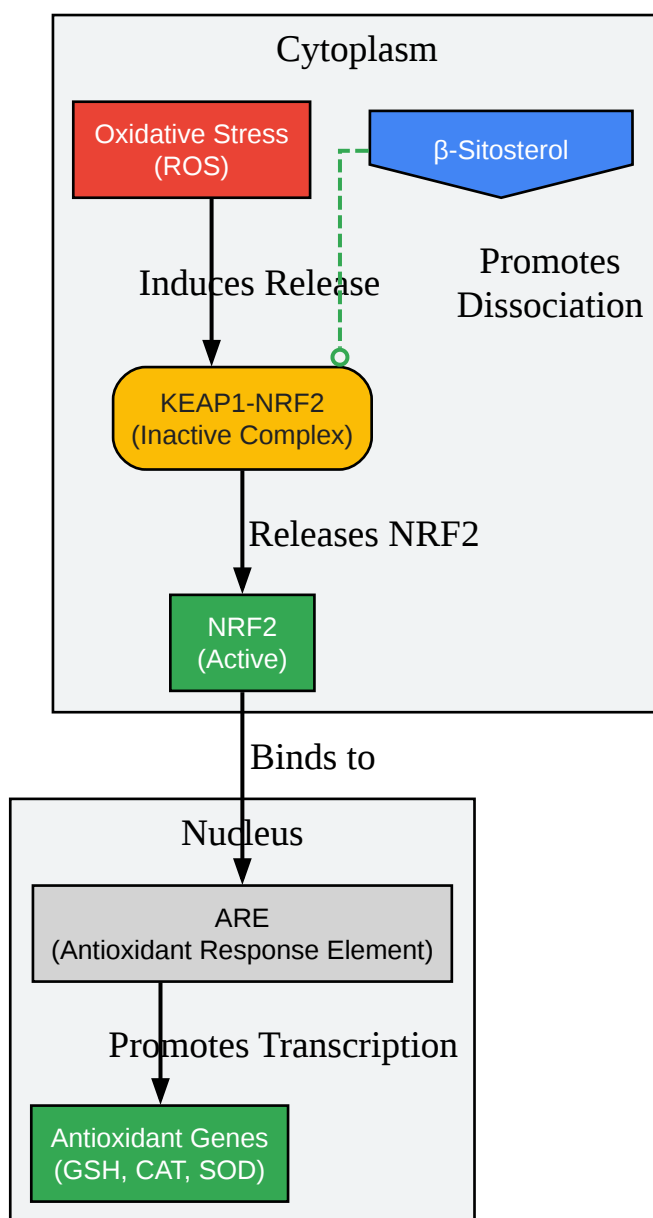 Cytoplasm
Oxidative Stress
(ROS)
β-Sitosterol
Induces Release
Promotes
Dissociation
KEAP1-NRF2
(Inactive Complex)
Releases NRF2
NRF2
(Active)
Binds to
Nucleus
ARE
(Antioxidant Response Element)
Promotes Transcription
Antioxidant Genes
(GSH, CAT, SOD)